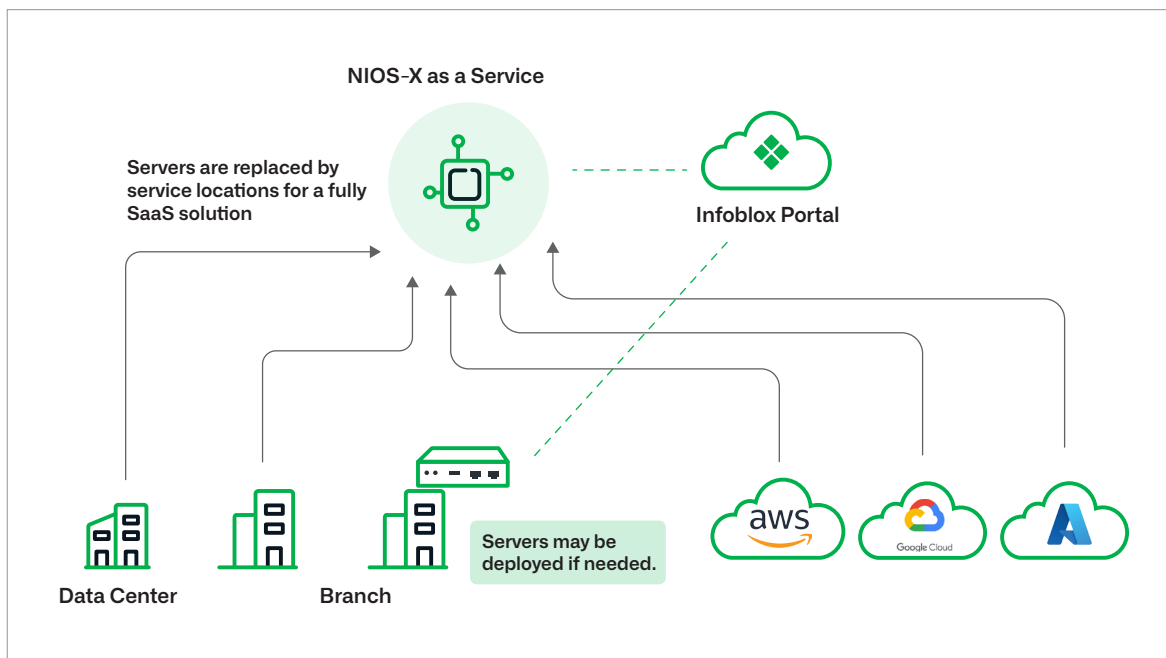 NIOS-X as a Service
Servers are replaced by
service locations for a fully
SaaS solution
Infoblox Portal
Servers may be
deployed if needed.
aws
Google Cloud
Data Center
Branch